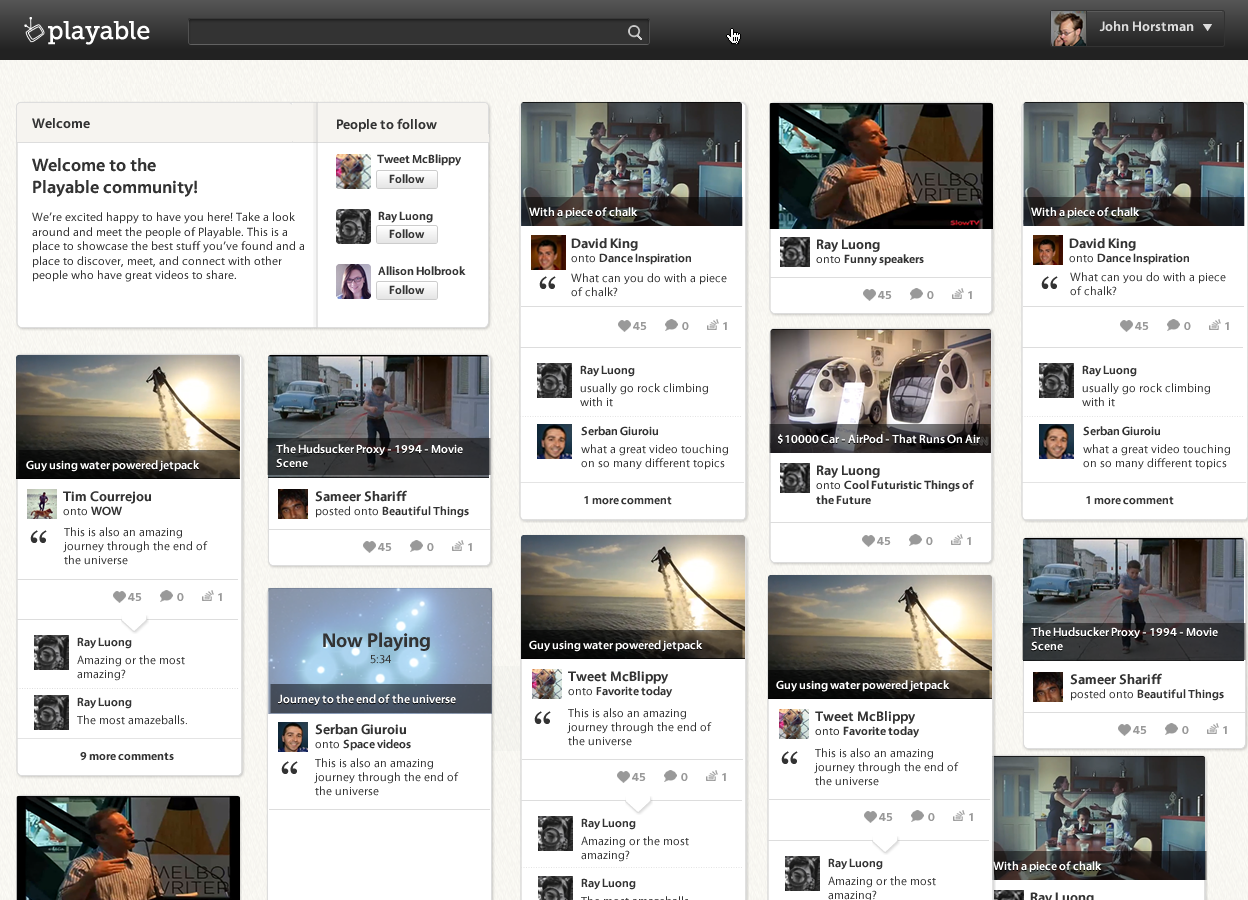 playable
John Horstman
Welcome
People to follow
Welcome to the
Playable community!
We're excited happy to have you here! Take a look
around and meet the people of Playable. This is a
place to showcase the best stuff you've found and a
place to discover, meet, and connect with other
people who have great videos to share.
Tweet McBlippy
Follow
Ray Luong
Follow
Allison Holbrook
Follow
Guy using water powered jetpack
Tim Courrejou
onto WOW
“ This is also an amazing
journey through the end of
the universe
45 0 1
Ray Luong
Amazing or the most
amazing?
Ray Luong
The most amazeballs.
9 more comments
MELBOU
WRITER
The Hudsucker Proxy - 1994 - Movie
Scene
Sameer Shariff
posted onto Beautiful Things
45 0 1
Now Playing
5:34
Journey to the end of the universe
Serban Giuroiu
onto Space videos
“ This is also an amazing
journey through the end of
the universe
With a piece of chalk
David King
onto Dance Inspiration
“ What can you do with a piece
of chalk?
45 0 1
Ray Luong
usually go rock climbing
with it
Serban Giuroiu
what a great video touching
on so many different topics
1 more comment
Guy using water powered jetpack
Tweet McBlippy
onto Favorite today
“ This is also an amazing
journey through the end of
the universe
45 0 1
Ray Luong
Amazing or the most
amazing?
Ray Luong
The most amazeballs.
MELBOU
WRITER
SlowTV
Ray Luong
onto Funny speakers
45 0 1
$10000 Car - AirPod - That Runs On Air
Ray Luong
onto Cool Futuristic Things of
the Future
45 0 1
Guy using water powered jetpack
Tweet McBlippy
onto Favorite today
“ This is also an amazing
journey through the end of
the universe
45 0 1
Ray Luong
Amazing or the most
amazing?
With a piece of chalk
David King
onto Dance Inspiration
“ What can you do with a piece
of chalk?
45 0 1
Ray Luong
usually go rock climbing
with it
Serban Giuroiu
what a great video touching
on so many different topics
1 more comment
The Hudsucker Proxy - 1994 - Movie
Scene
Sameer Shariff
posted onto Beautiful Things
45 0 1
With a piece of chalk
Ray Luong